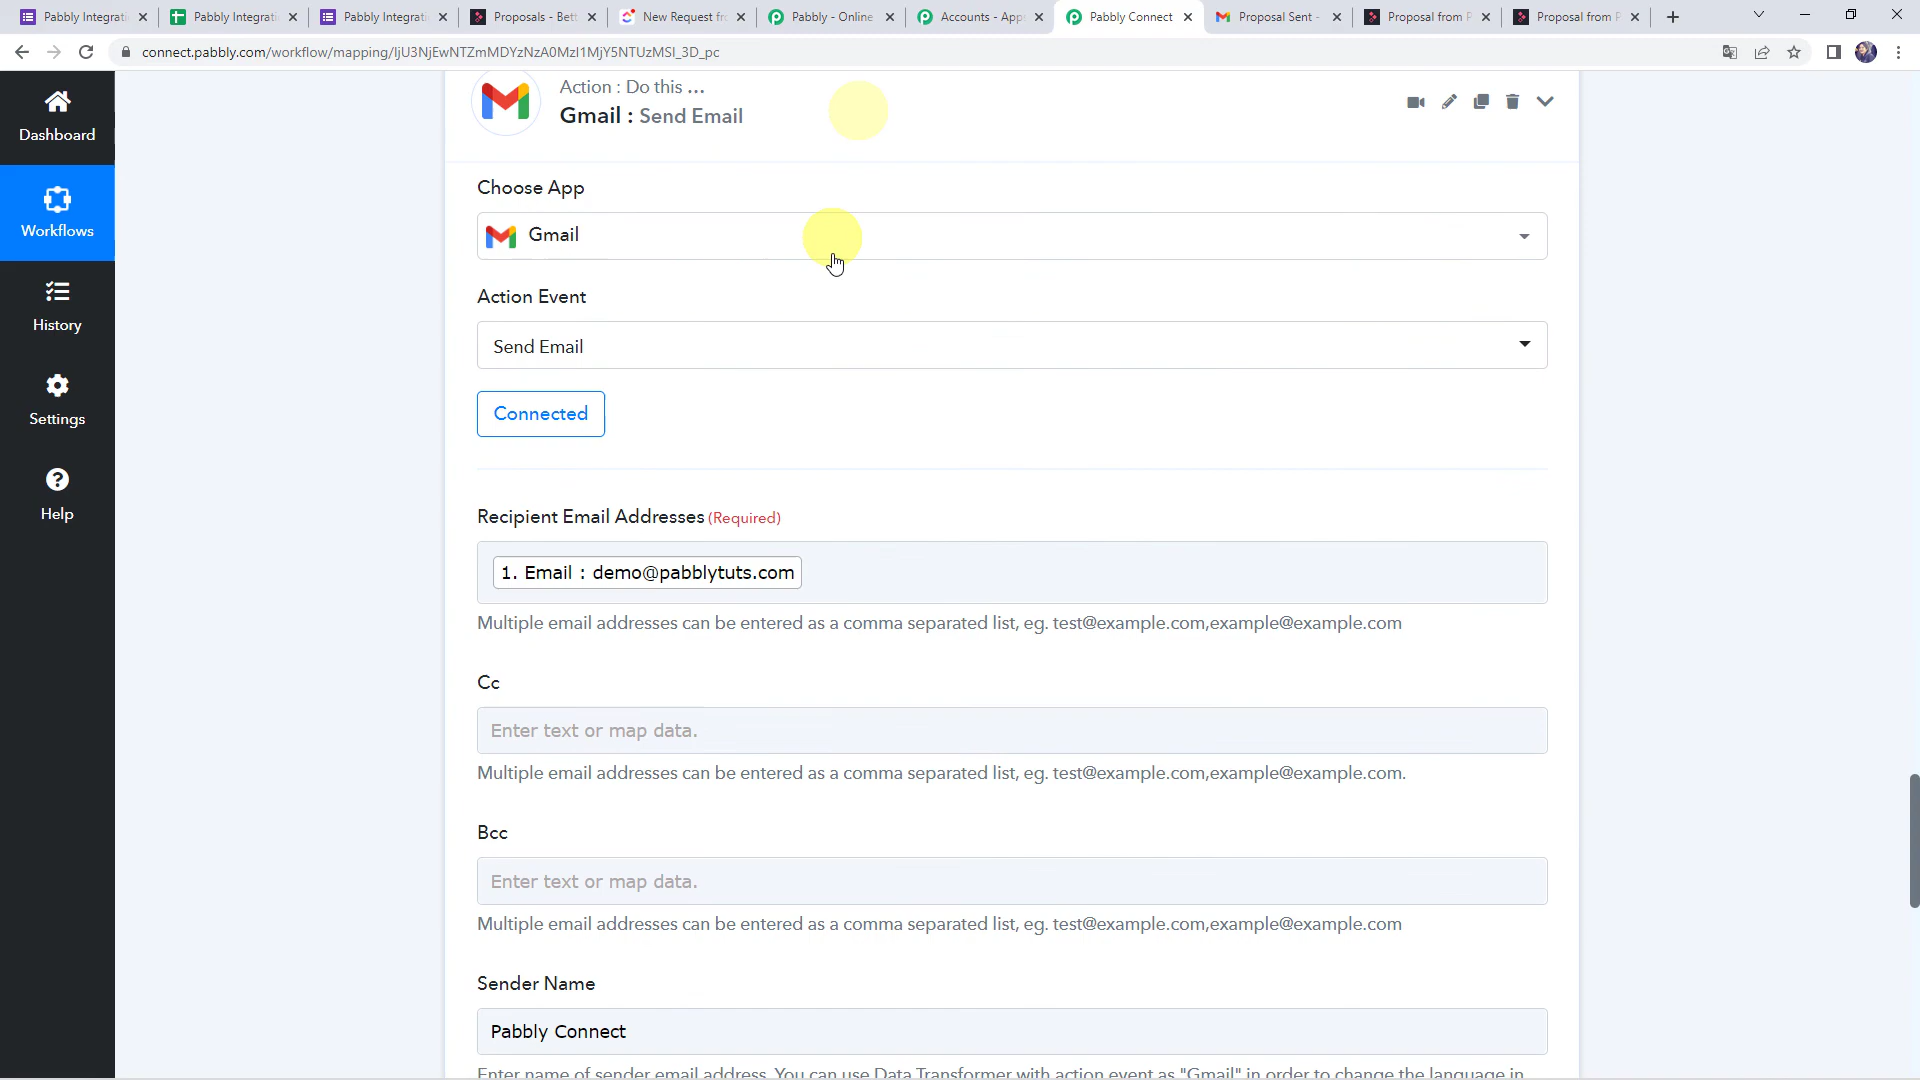 Pabbly Integrati
Pabbly Integrati
Pabbly Integrati
Proposals - Bett
New Request fr
Pabbly - Online
Accounts - Apps
Pabbly Connect
Proposal Sent -
Proposal from P
Proposal from P
connect.pabbly.com/workflow/mapping/IjU3NjEwNTZmMDYzNzA0MzI1MjY5NTUzMSI_3D_pc
Dashboard
Workflows
History
Settings
Help
Action : Do this ...
Gmail : Send Email
Choose App
Gmail
Action Event
Send Email
Connected
Recipient Email Addresses (Required)
1. Email : demo@pabblytuts.com
Multiple email addresses can be entered as a comma separated list, eg. test@example.com,example@example.com
Cc
Enter text or map data.
Multiple email addresses can be entered as a comma separated list, eg. test@example.com,example@example.com.
Bcc
Enter text or map data.
Multiple email addresses can be entered as a comma separated list, eg. test@example.com,example@example.com
Sender Name
Pabbly Connect
Enter name of sender email address. You can use Data Transformer with action event as "Gmail" in order to change the language in